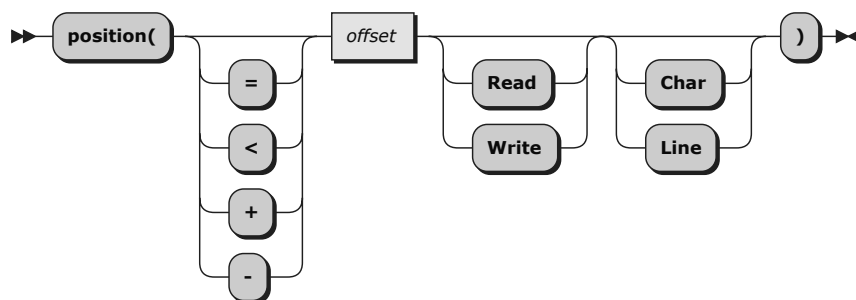 position( offset )
= Read Char
< Write Line
+
-